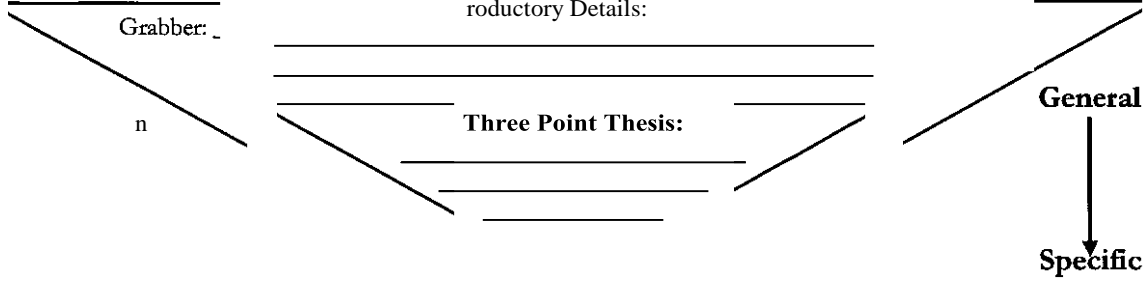 roductory Details:
Grabber:
General
n
Three Point Thesis:
Specific